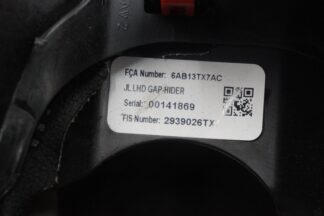 FCA Number: 6AB13TX7AC
JL LHD GAP-HIDER
Serial: 00141869
FIS Number: 2939026TX